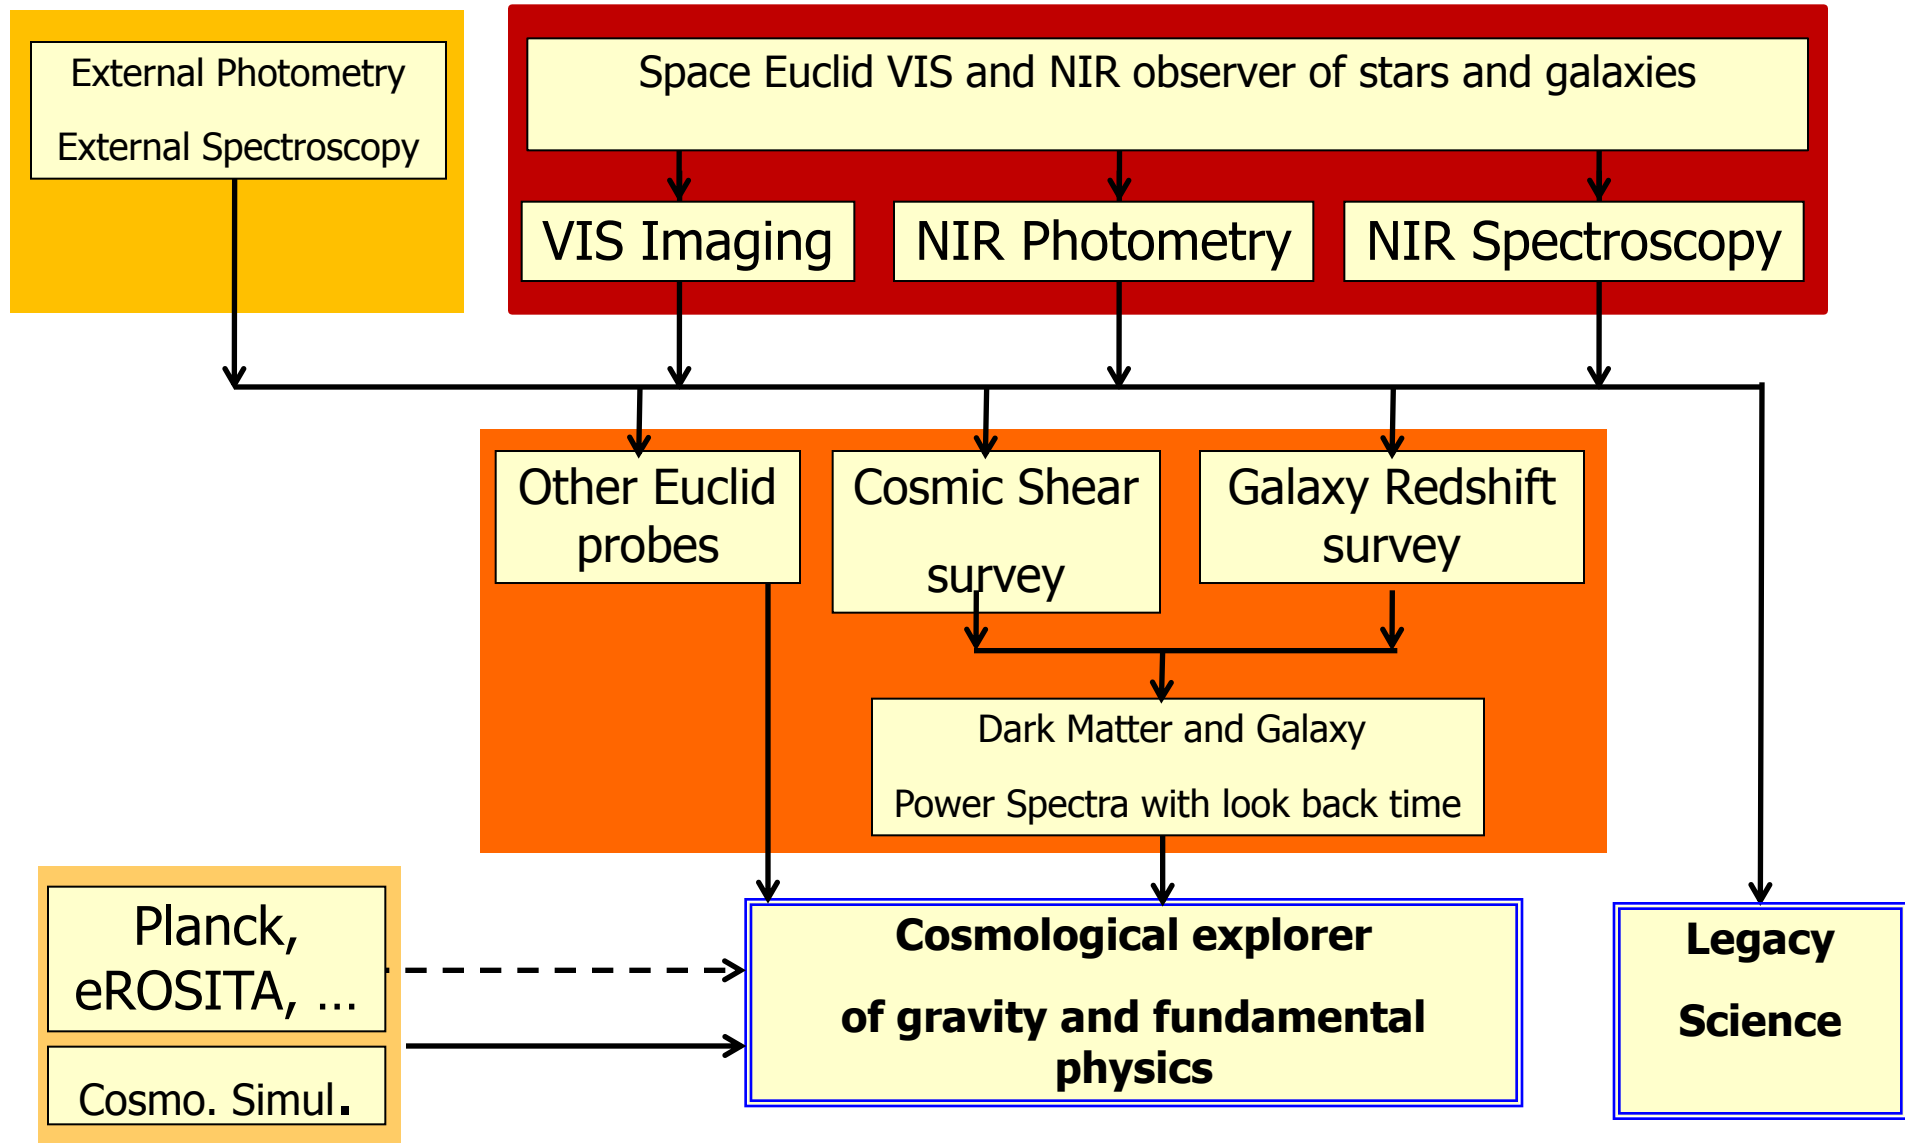 External Photometry
External Spectroscopy
Space Euclid VIS and NIR observer of stars and galaxies
VIS Imaging
NIR Photometry
NIR Spectroscopy
Other Euclid
probes
Cosmic Shear
survey
Galaxy Redshift
survey
Dark Matter and Galaxy
Power Spectra with look back time
Planck,
eROSITA, ...
Cosmo. Simul.
Cosmological explorer
of gravity and fundamental
physics
Legacy
Science